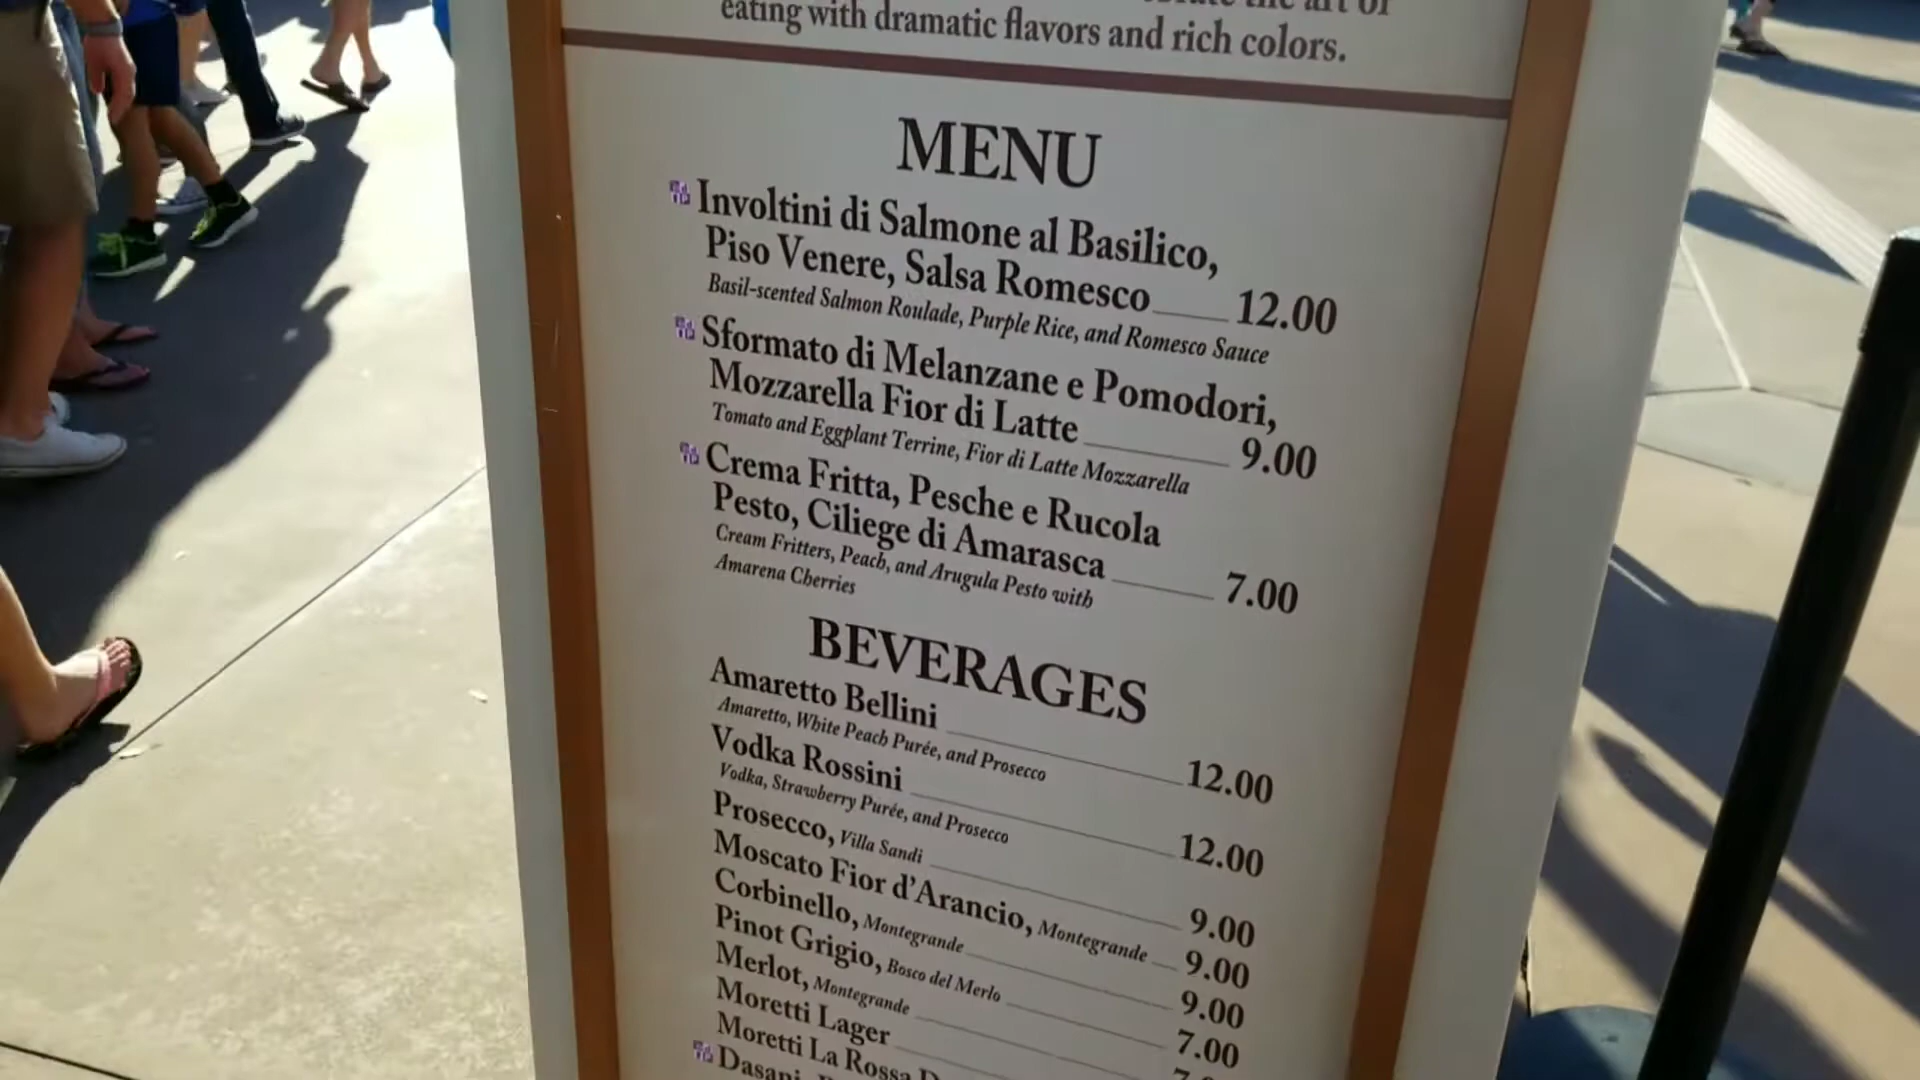 eating with dramatic flavors and rich colors.
MENU
Involtini di Salmone al Basilico,
Piso Venere, Salsa Romesco 12.00
Basil-scented Salmon Roulade, Purple Rice, and Romesco Sauce
Sformato di Melanzane e Pomodori,
Mozzarella Fior di Latte 9.00
Tomato and Eggplant Terrine, Fior di Latte Mozzarella
Crema Fritta, Pesche e Rucola
Pesto, Ciliege di Amarasca 7.00
Cream Fritters, Peach, and Arugula Pesto with
Amarena Cherries
BEVERAGES
Amaretto Bellini 12.00
Amaretto, White Peach Purée, and Prosecco
Vodka Rossini 12.00
Vodka, Strawberry Purée, and Prosecco
Prosecco, Villa Sandi 9.00
Moscato Fior d'Arancio, Montegrande 9.00
Corbinello, Montegrande 9.00
Pinot Grigio, Bosco del Merlo 7.00
Merlot, Montegrande
Moretti Lager
Moretti La Rossa
Dasani